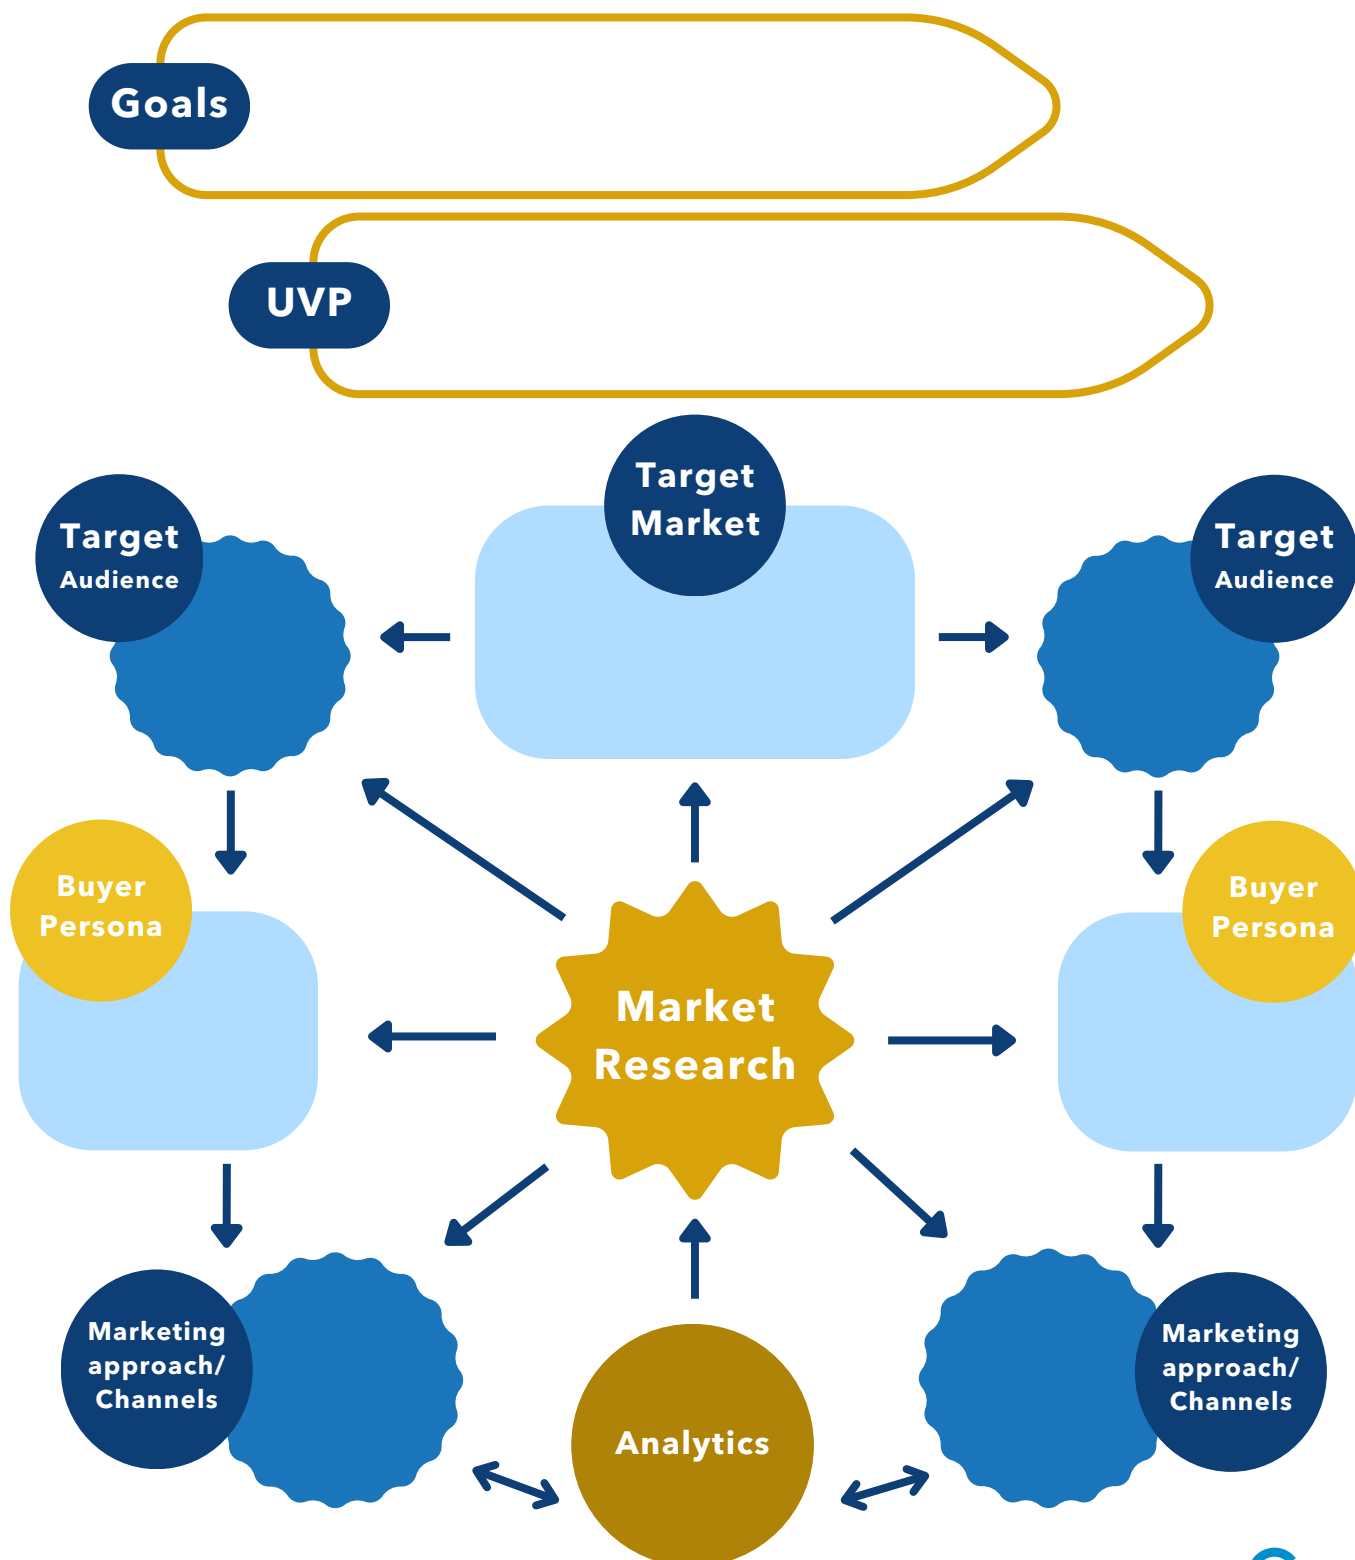 Goals
UVP
Target
Market
Target
Audience
Target
Audience
Buyer
Persona
Buyer
Persona
Market
Research
Marketing
approach/
Channels
Marketing
approach/
Channels
Analytics